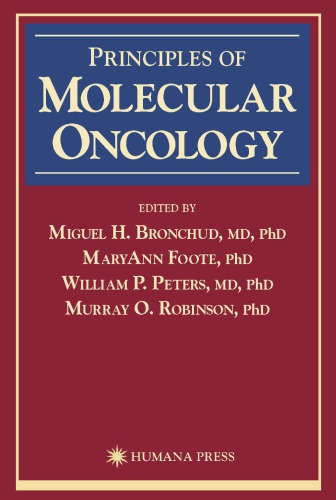 PRINCIPLES OF
MOLECULAR
ONCOLOGY
EDITED BY
MIGUEL H. BRONCHUD, MD, PhD
MARYANN FOOTE, PhD
WILLIAM P. PETERS, MD, PhD
MURRAY O. ROBINSON, PhD
HUMANA PRESS